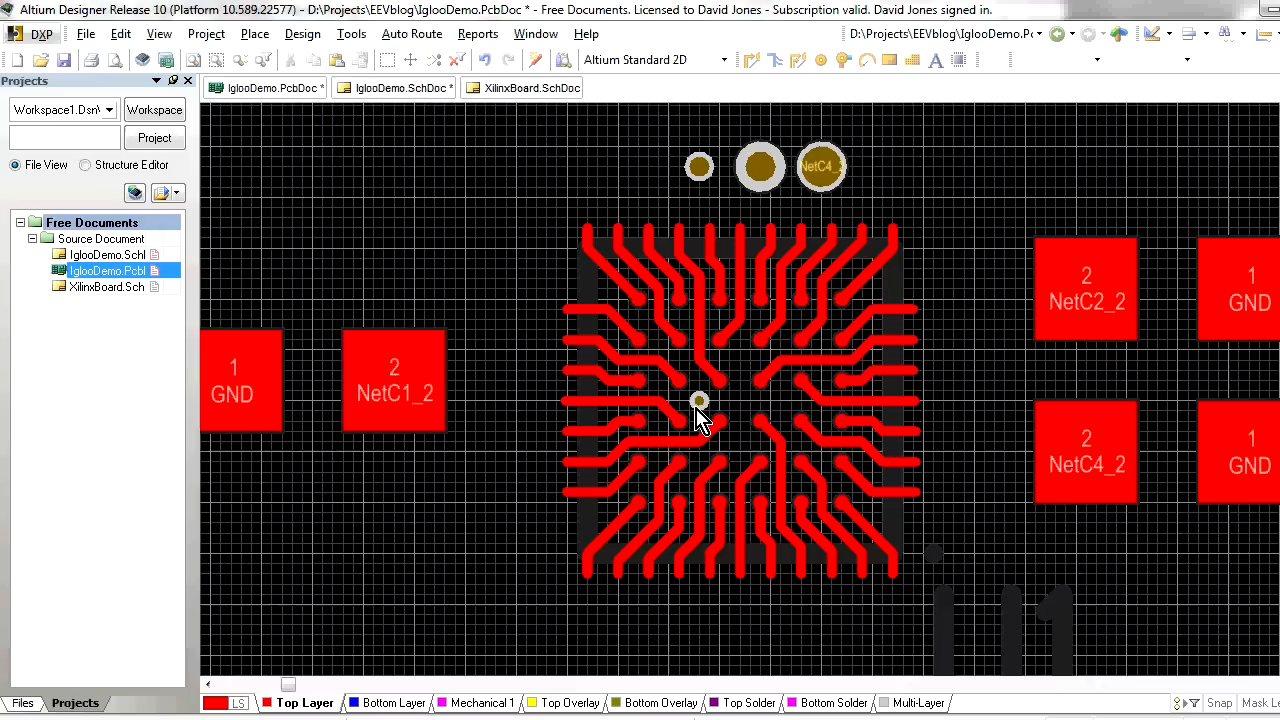 Altium Designer Release 10 (Platform 10.589.22577) - D:\Projects\EEVblog\IglooDemo.PcbDoc * - Free Documents. Licensed to David Jones - Subscription valid. David Jones signed in.
DXP File Edit View Project Place Design Tools Auto Route Reports Window Help D:\Projects\EEVblog\IglooDemo.Pc
Altium Standard 2D
Projects
IglooDemo.PcbDoc * IglooDemo.SchDoc * XilinxBoard.SchDoc
Workspace1.Dsn Workspace
Project
File View Structure Editor
Free Documents
Source Document
IglooDemo.Schl
IglooDemo.Pcbl
XilinxBoard.Sch
NetC4_2
1
GND
2
NetC1_2
2
NetC2_2
1
GND
2
NetC4_2
1
GND
Files Projects
LS Top Layer Bottom Layer Mechanical 1 Top Overlay Bottom Overlay Top Solder Bottom Solder Multi-Layer Snap Mask L